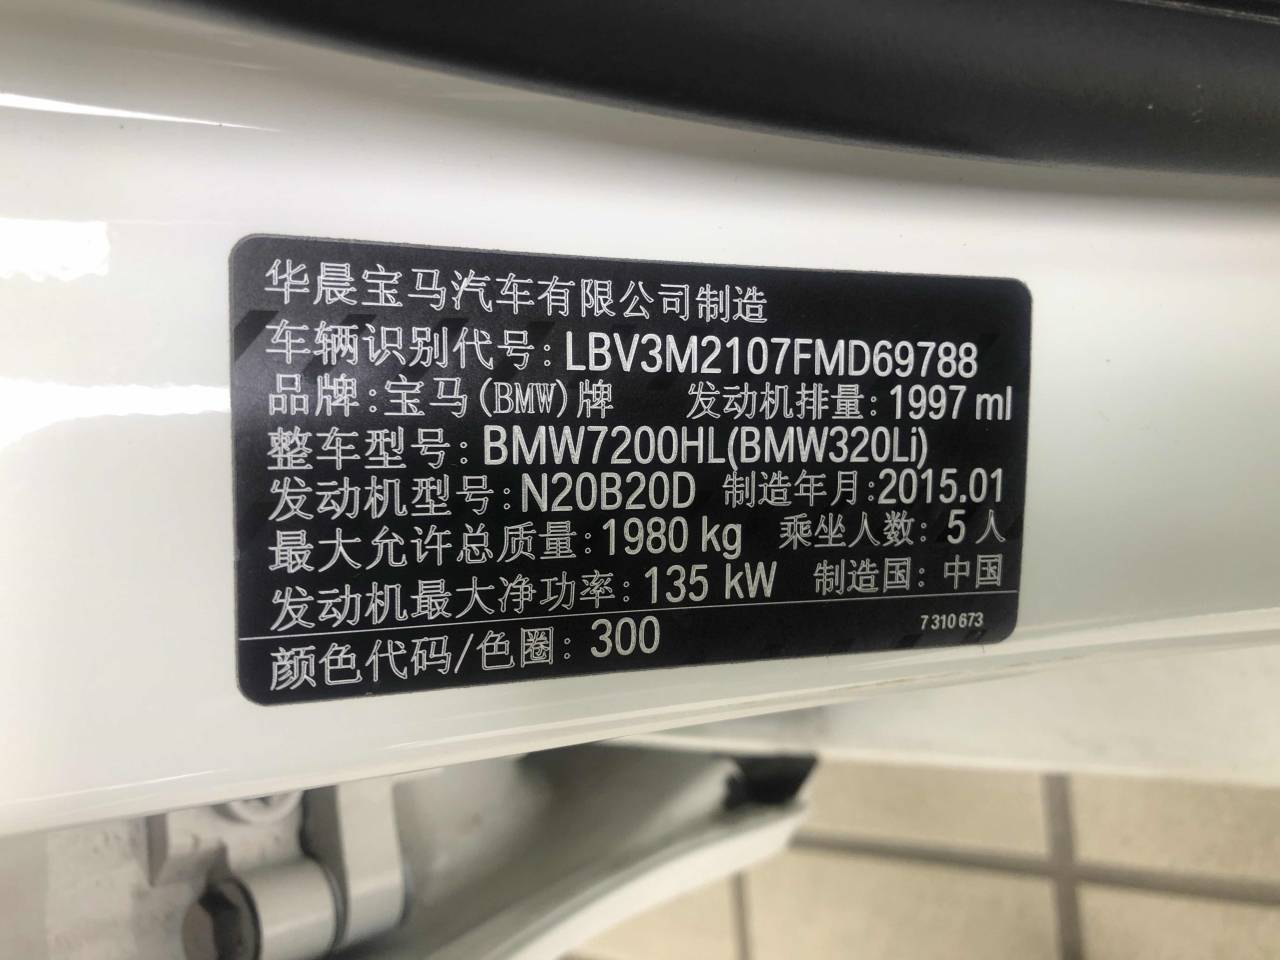 华晨宝马汽车有限公司制造
车辆识别代号: LBV3M2107FMD69788
品牌: 宝马(BMW)牌 发动机排量: 1997 ml
整车型号: BMW7200HL(BMW320Li)
发动机型号: N20B20D 制造年月: 2015.01
最大允许总质量: 1980 kg 乘坐人数: 5 人
发动机最大净功率: 135 kW 制造国: 中国
7 310 673
颜色代码/色圈: 300